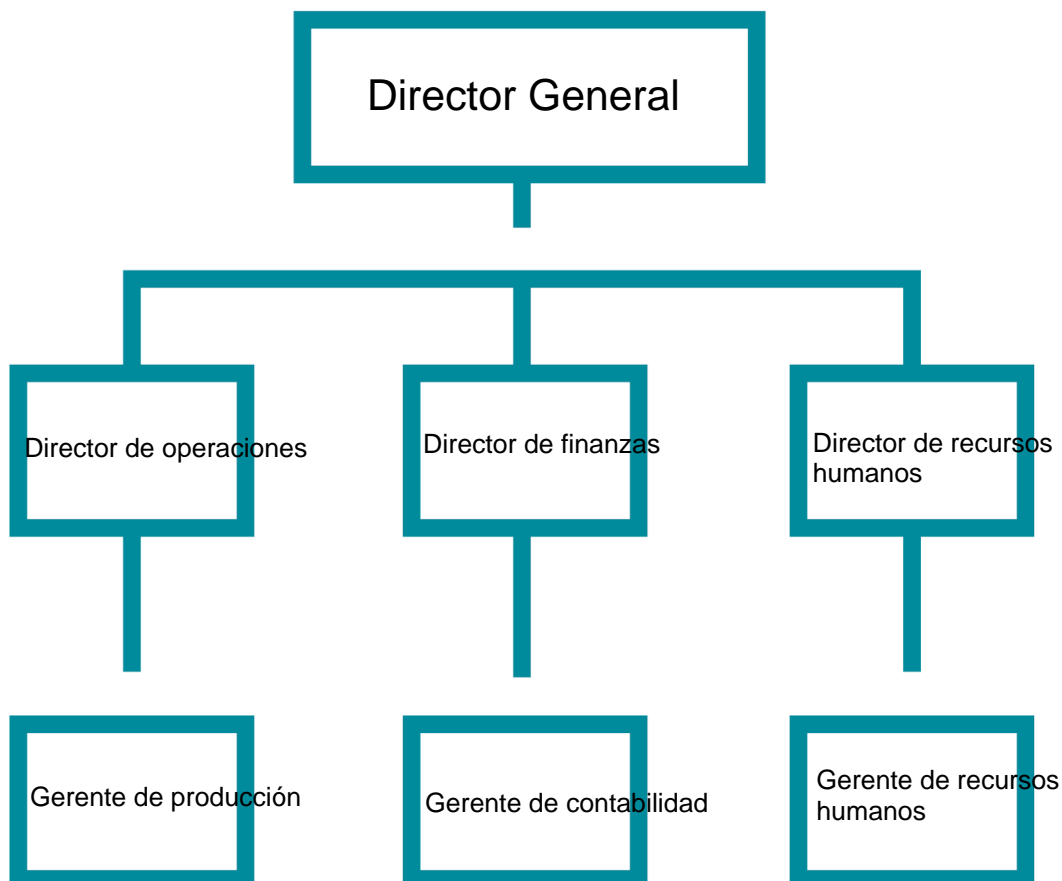 Director General
Director de operaciones
Director de finanzas
Director de recursos
humanos
Gerente de producción
Gerente de contabilidad
Gerente de recursos
humanos